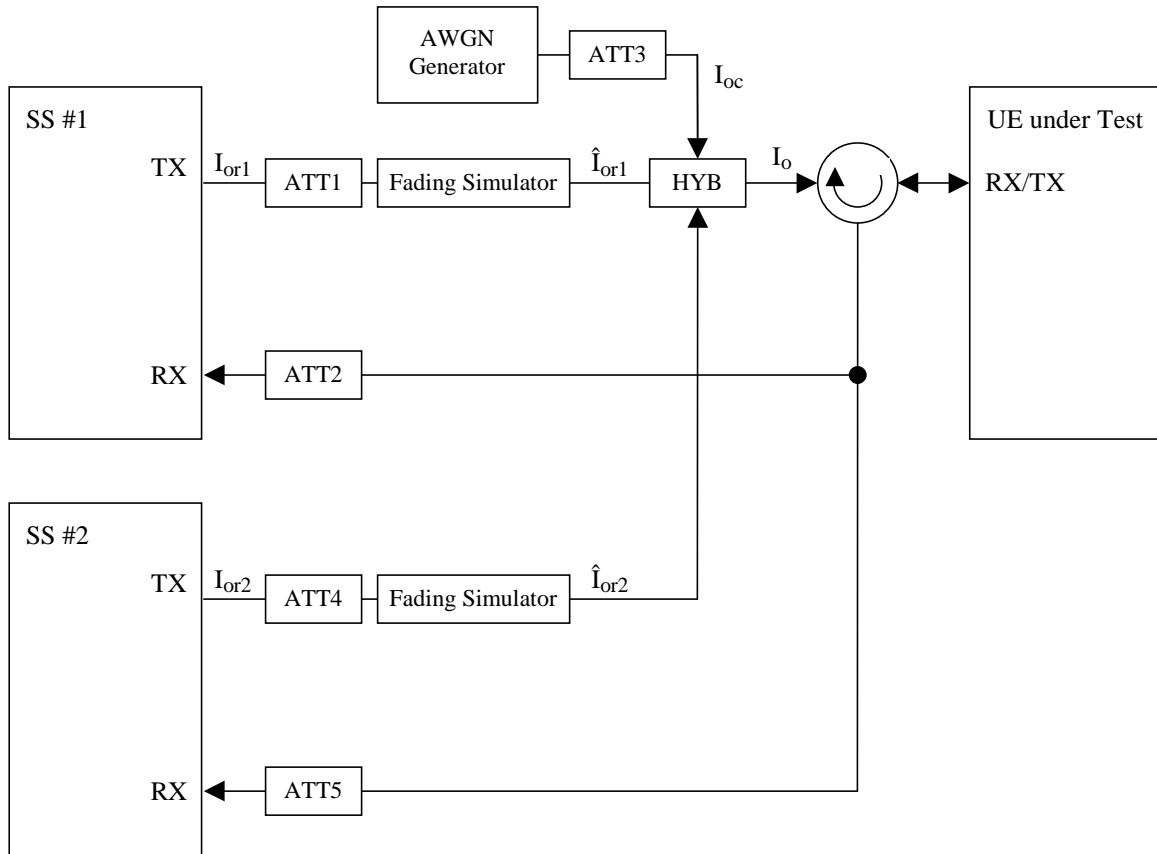 AWGN
Generator
ATT3
I_oc
SS #1
UE under Test
TX
I_or1
ATT1
Fading Simulator
Î_or1
HYB
I_o
RX/TX
RX
ATT2
SS #2
TX
I_or2
ATT4
Fading Simulator
Î_or2
RX
ATT5